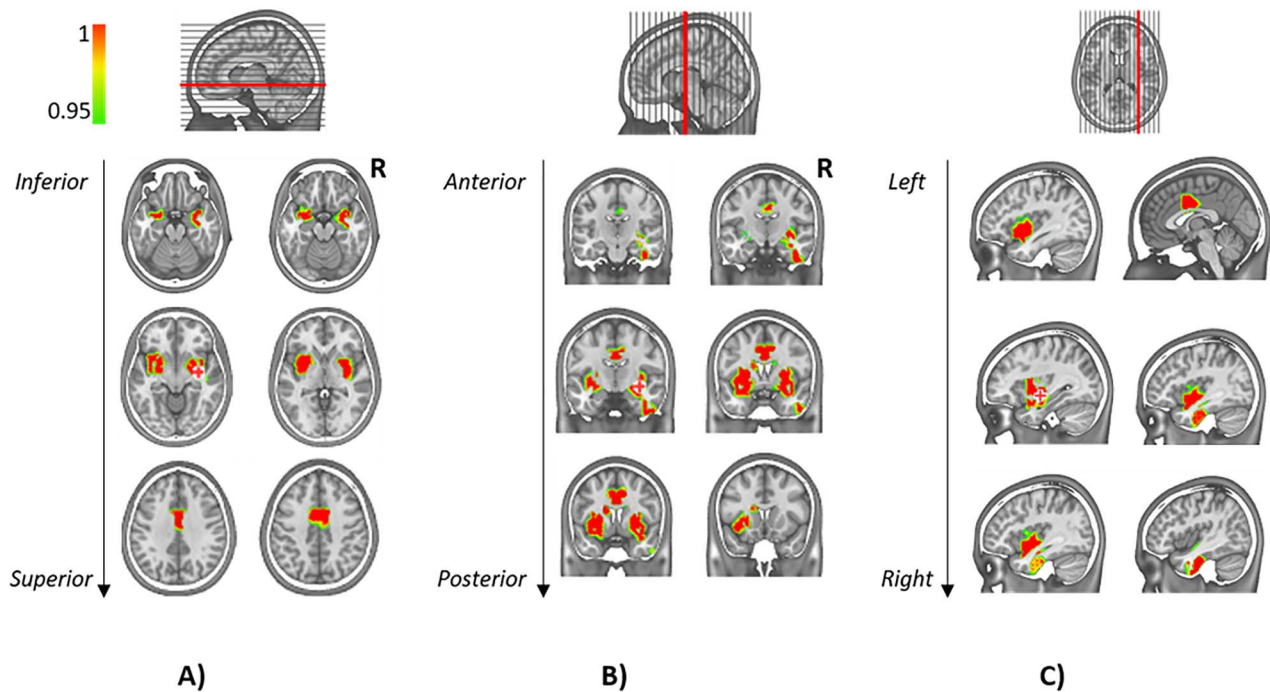 1
0.95
Inferior
R
Superior
A)
Anterior
R
Posterior
B)
Left
Right
C)